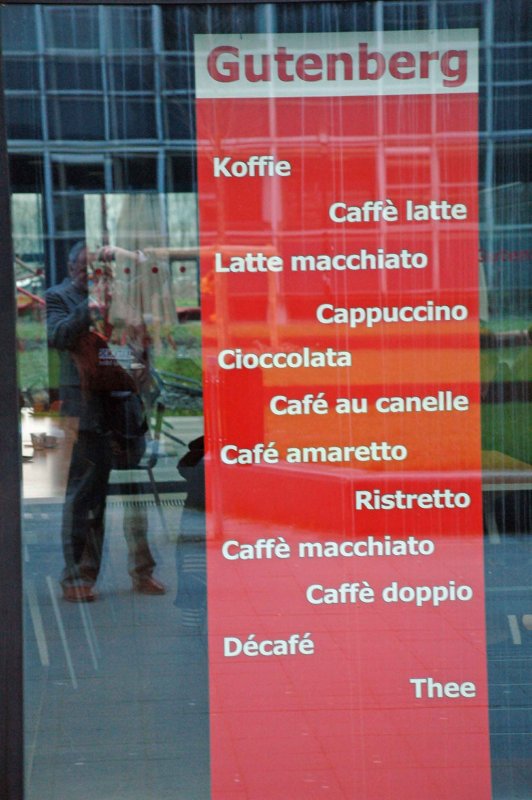 Gutenberg
Koffie
Caffè latte
Latte macchiato
Cappuccino
Cioccolata
Café au canelle
Café amaretto
Ristretto
Caffè macchiato
Caffè doppio
Décafé
Thee